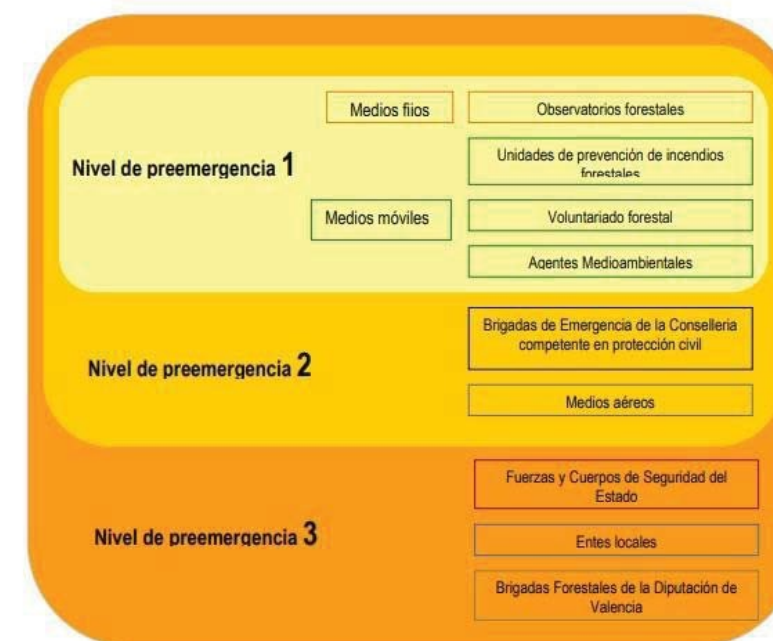 Medios fijos
Observatorios forestales
Nivel de preemergencia 1
Unidades de prevención de incendios
forestales
Medios móviles
Voluntariado forestal
Agentes Medioambientales
Nivel de preemergencia 2
Brigadas de Emergencia de la Conselleria
competente en protección civil
Medios aéreos
Nivel de preemergencia 3
Fuerzas y Cuerpos de Seguridad del
Estado
Entes locales
Brigadas Forestales de la Diputación de
Valencia